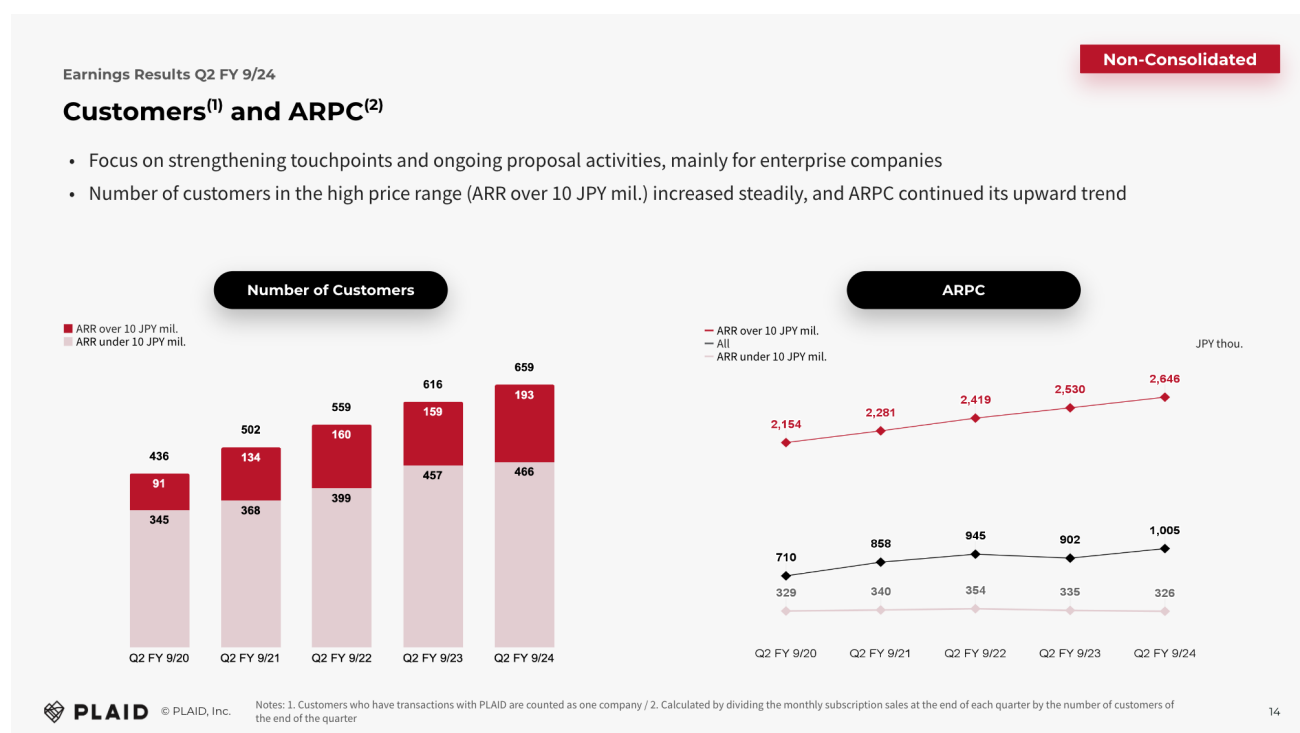 Non-Consolidated
Earnings Results Q2 FY 9/24
Customers(1) and ARPC(2)
• Focus on strengthening touchpoints and ongoing proposal activities, mainly for enterprise companies
• Number of customers in the high price range (ARR over 10 JPY mil.) increased steadily, and ARPC continued its upward trend
Number of Customers
ARR over 10 JPY mil.
ARR under 10 JPY mil.
436
502
559
616
659
91
134
160
159
193
345
368
399
457
466
Q2 FY 9/20
Q2 FY 9/21
Q2 FY 9/22
Q2 FY 9/23
Q2 FY 9/24
ARPC
ARR over 10 JPY mil.
All
ARR under 10 JPY mil.
JPY thou.
2,154
2,281
2,419
2,530
2,646
710
858
945
902
1,005
329
340
354
335
326
Q2 FY 9/20
Q2 FY 9/21
Q2 FY 9/22
Q2 FY 9/23
Q2 FY 9/24
PLAID
© PLAID, Inc.
Notes: 1. Customers who have transactions with PLAID are counted as one company / 2. Calculated by dividing the monthly subscription sales at the end of each quarter by the number of customers of
the end of the quarter
14